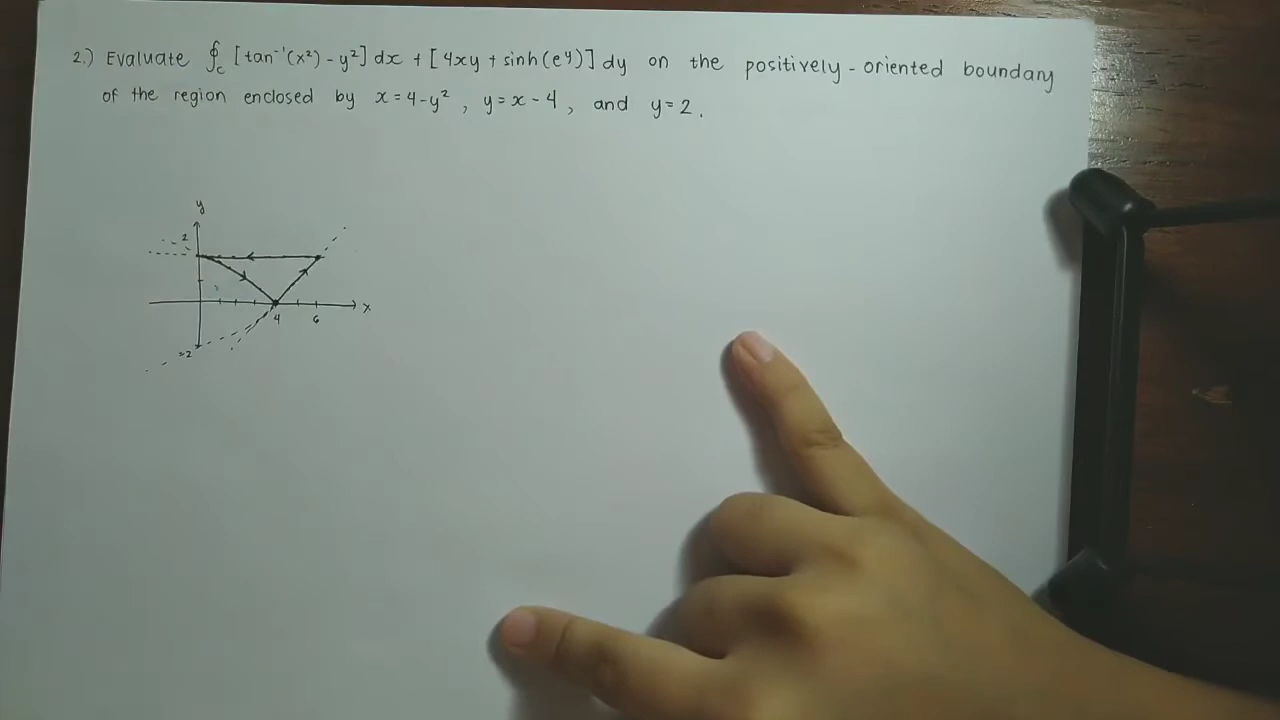 2.) Evaluate ∮_C [tan⁻¹(x²) - y²] dx + [4xy + sinh(e^y)] dy on the positively-oriented boundary
of the region enclosed by x = 4 - y², y = x - 4, and y = 2.
y
2
x
4 6
-2